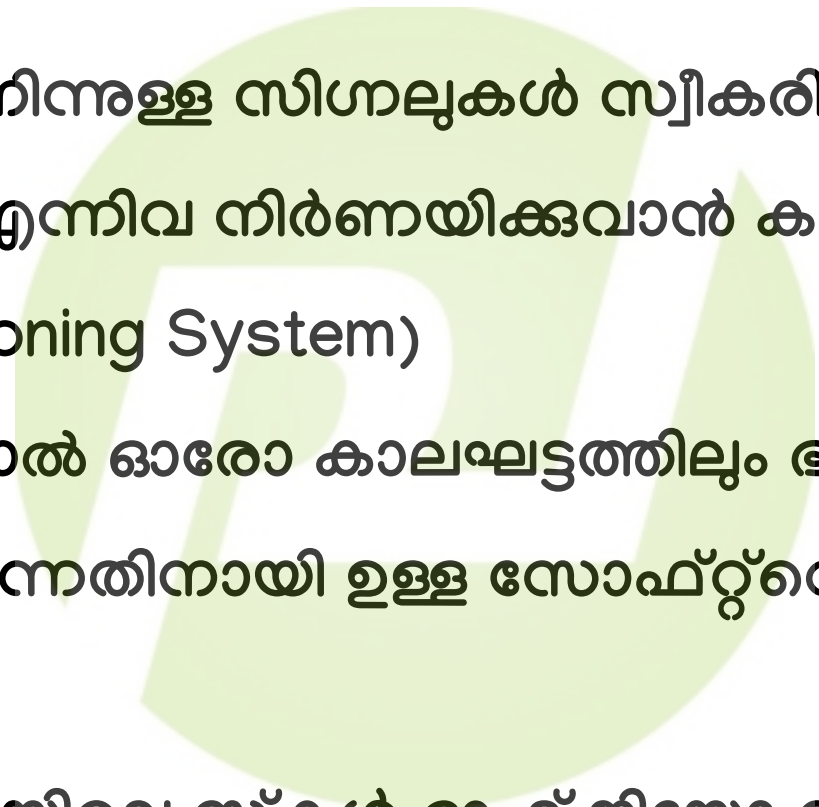 നിന്നുള്ള സിഗ്നലുകൾ സ്വീകരി
എന്നിവ നിർണയിക്കുവാൻ ക
oning System)
ൽ ഓരോ കാലഘട്ടത്തിലും ഭ
ന്നതിനായി ഉള്ള സോഫ്റ്റ്‌വെ